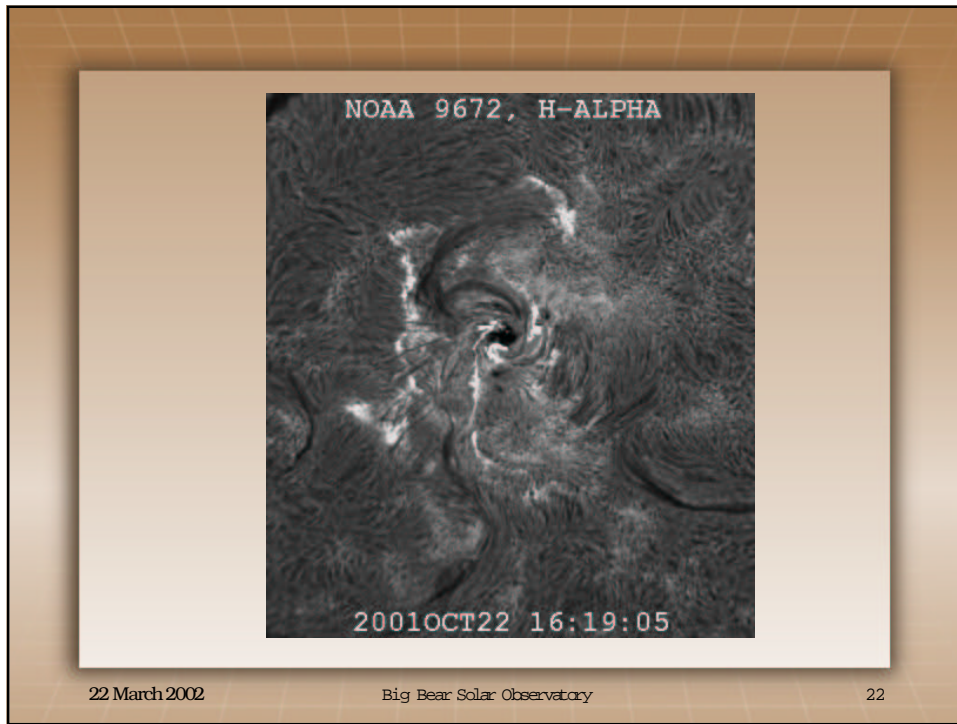 NOAA 9672, H-ALPHA
2001OCT22 16:19:05
22 March 2002 Big Bear Solar Observatory 22